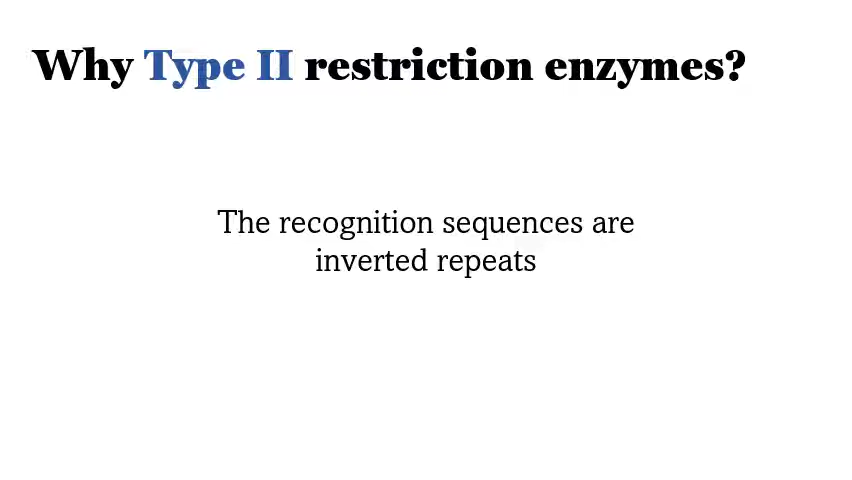 Why Type II restriction enzymes?
The recognition sequences are
inverted repeats